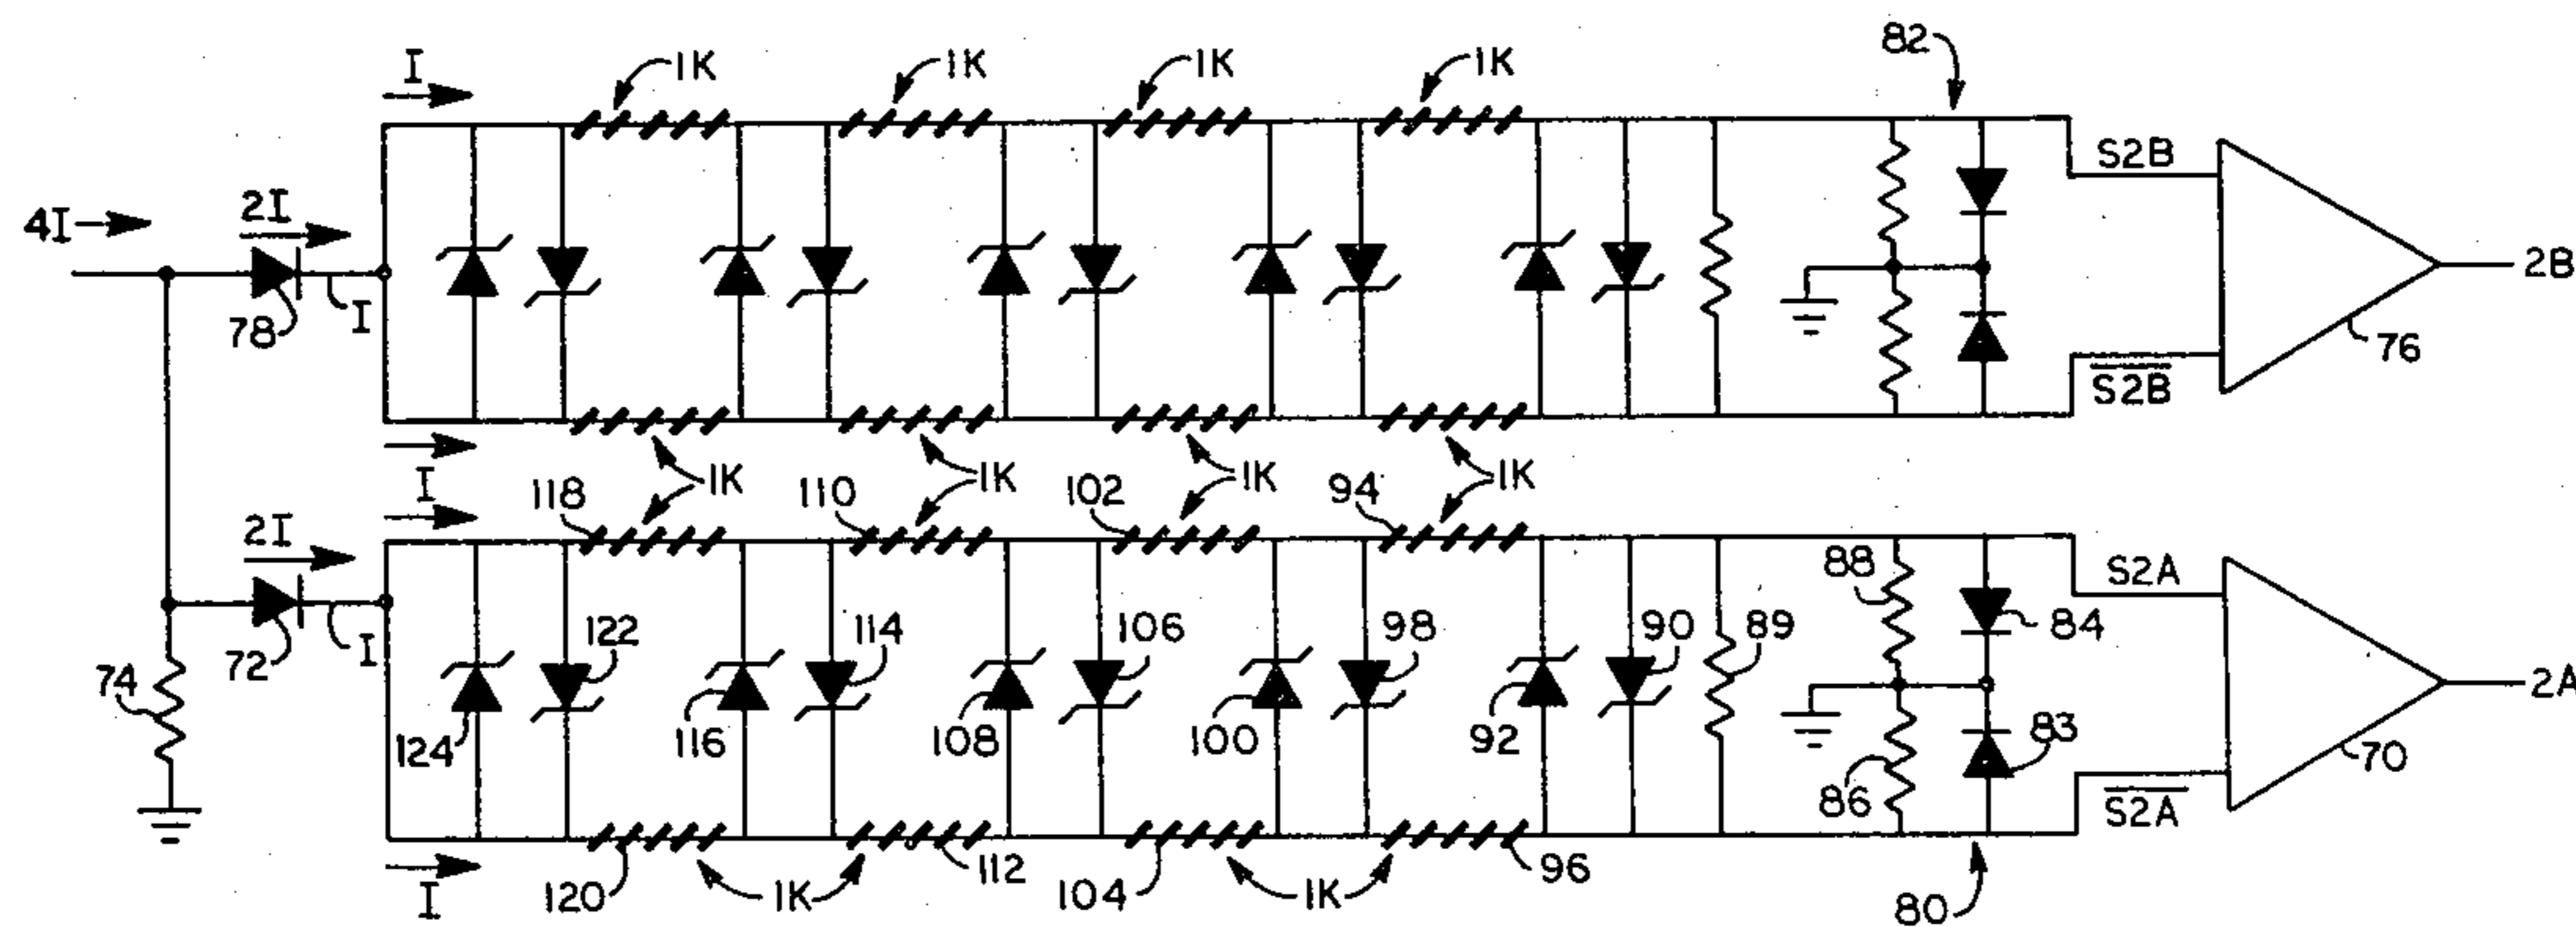 82
I 1K 1K 1K 1K
S2B
4I 2I
2B
78 I
76
S2B
I 118 1K 110 1K 102 1K 94 1K
2I
88 S2A
122 114 106 98 90 89 84
74 72 I
2A
124 116 108 100 92 83 70
86
S2A
I 120 1K 112 104 1K 96 80